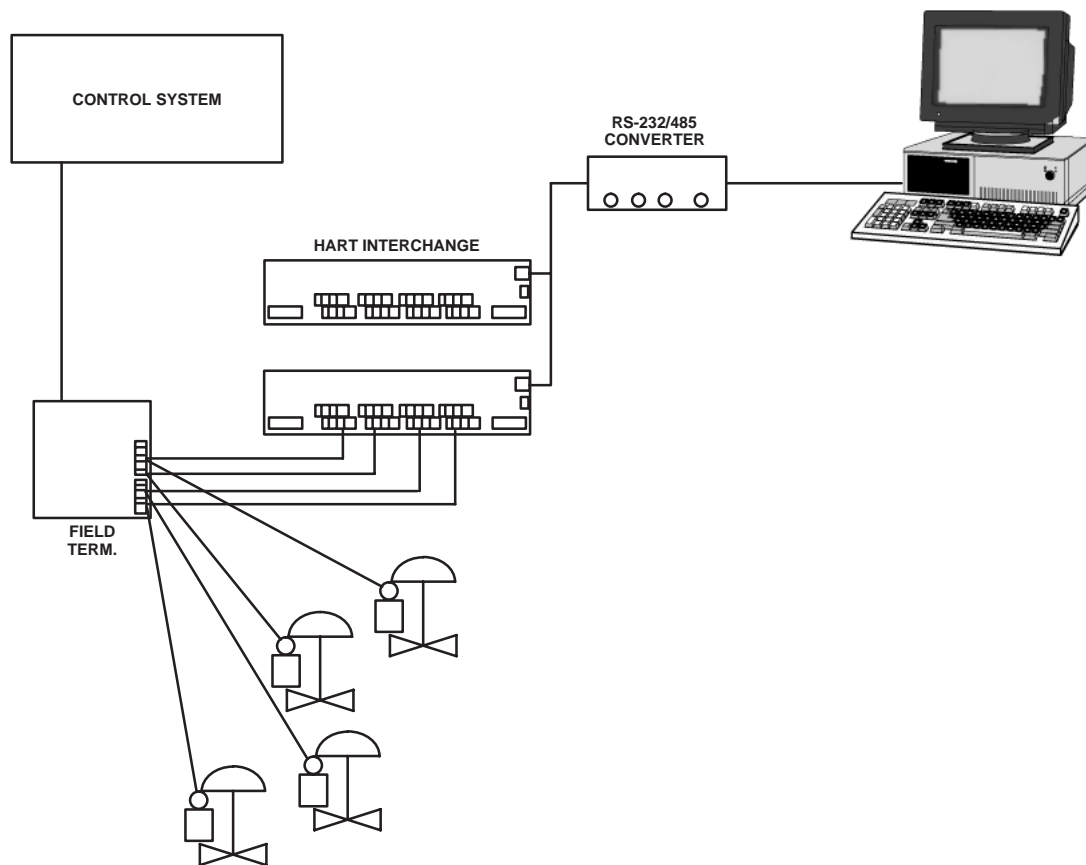 CONTROL SYSTEM
RS-232/485
CONVERTER
HART INTERCHANGE
FIELD
TERM.